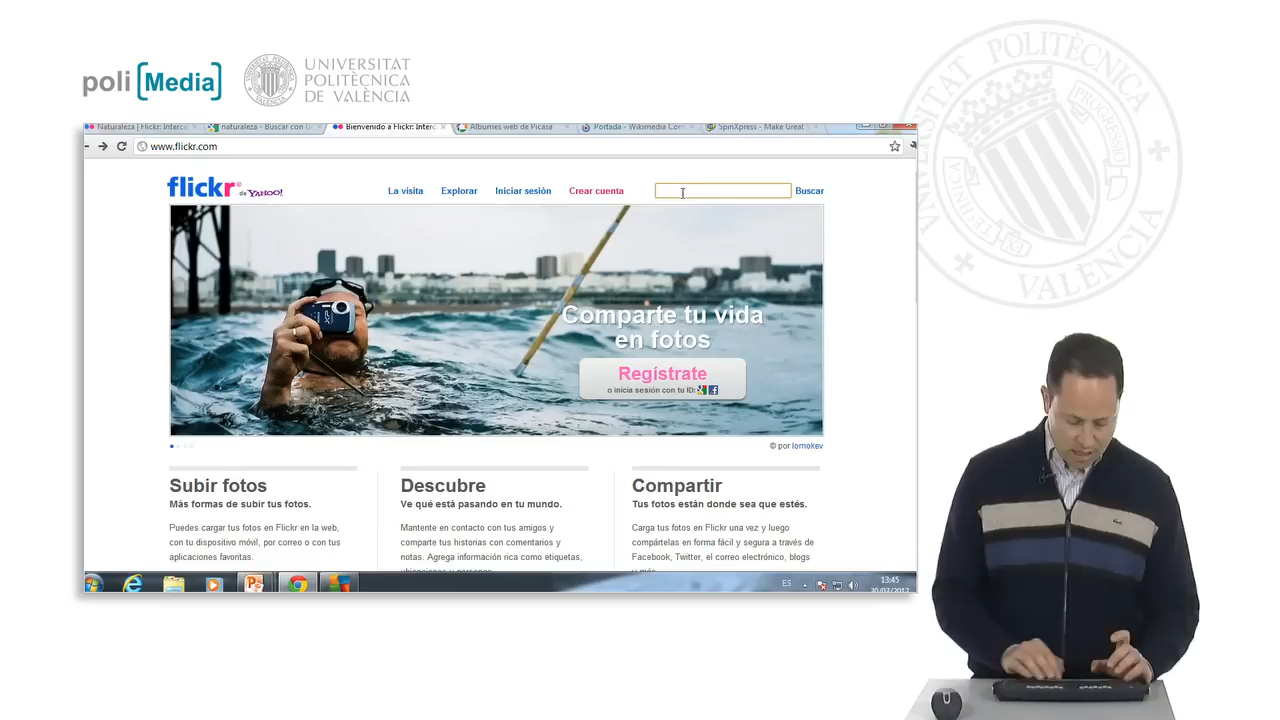 poli [Media]
UNIVERSITAT
POLITÈCNICA
DE VALÈNCIA
UNIVERSITAT POLITÈCNICA
DE VALÈNCIA
Naturaleza | Flickr: Interca
naturaleza - Buscar con G
Bienvenido a Flickr: Interc
Álbumes web de Picasa
Portada - Wikimedia Com
SpinXpress - Make Great
www.flickr.com
flickr
de YAHOO!
La visita
Explorar
Iniciar sesión
Crear cuenta
Buscar
XP
Comparte tu vida
en fotos
Regístrate
o inicia sesión con tu ID:
© por lomokev
Subir fotos
Más formas de subir tus fotos.
Puedes cargar tus fotos en Flickr en la web,
con tu dispositivo móvil, por correo o con tus
aplicaciones favoritas.
Descubre
Ve qué está pasando en tu mundo.
Mantente en contacto con tus amigos y
comparte tus historias con comentarios y
notas. Agrega información rica como etiquetas,
Compartir
Tus fotos están donde sea que estés.
Carga tus fotos en Flickr una vez y luego
compártelas en forma fácil y segura a través de
Facebook, Twitter, el correo electrónico, blogs
y más.
ES
13:45